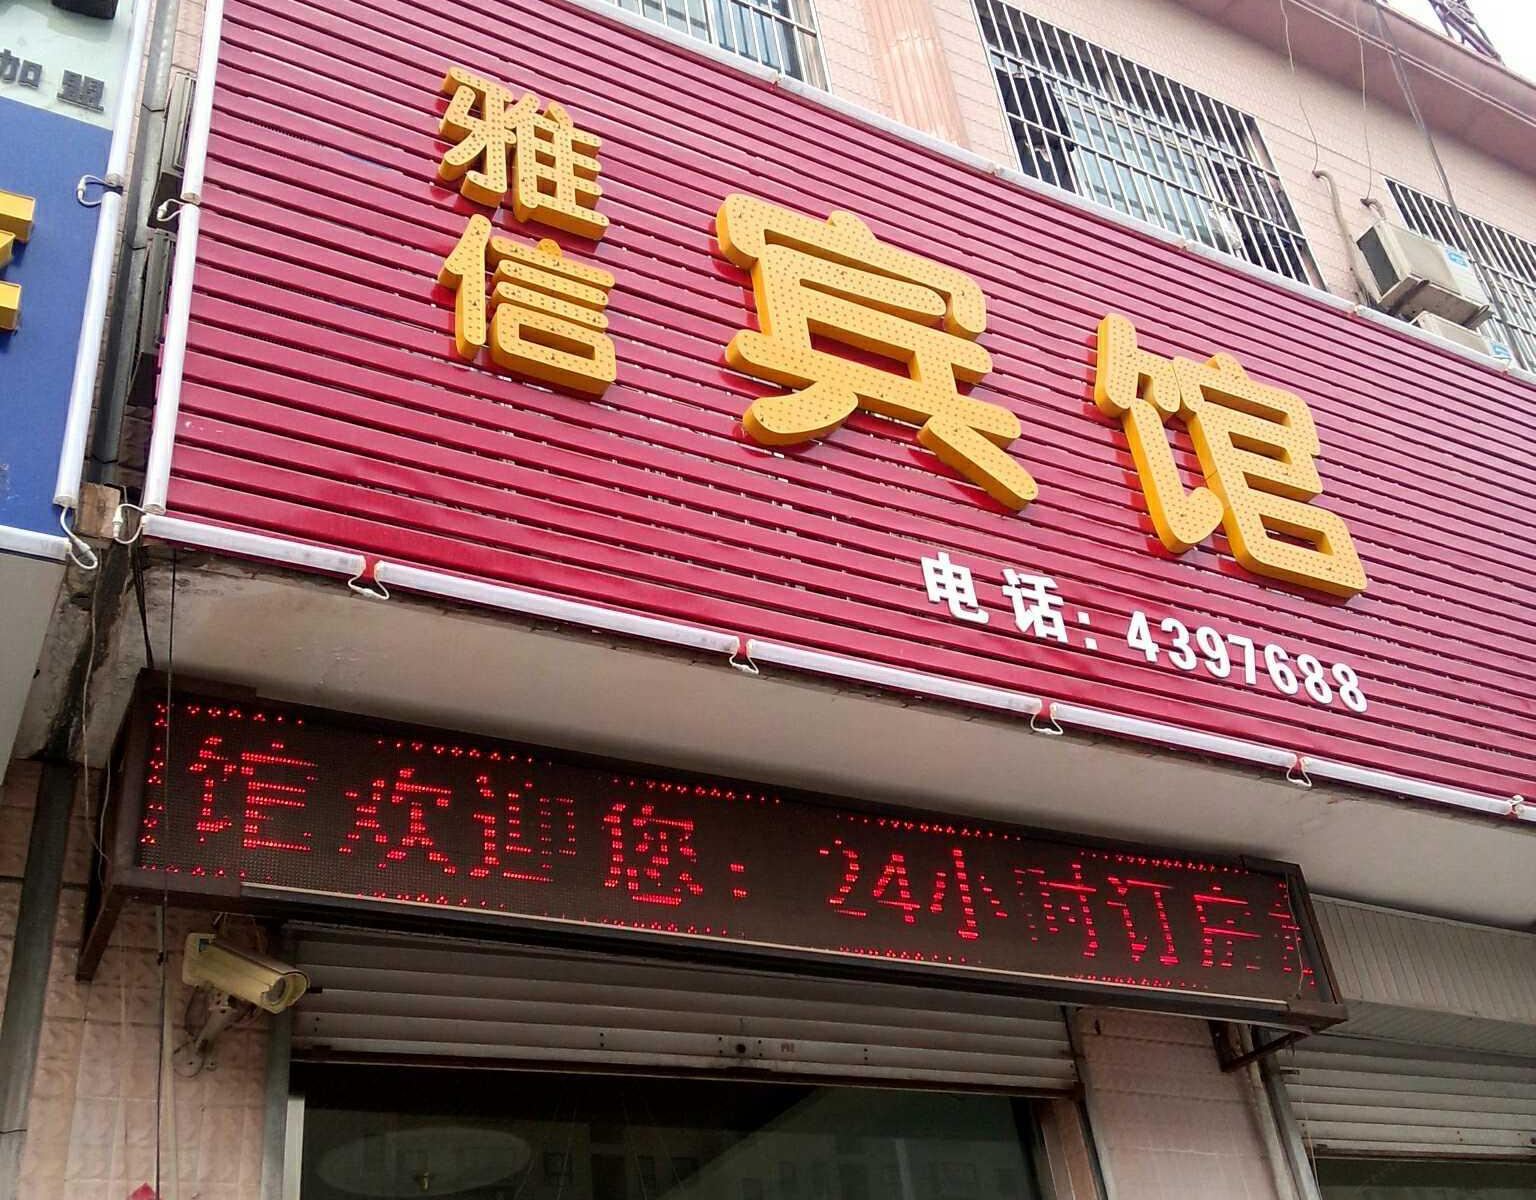 加盟
雅信
宾馆
电话：4397688
馆欢迎您：24小时订房